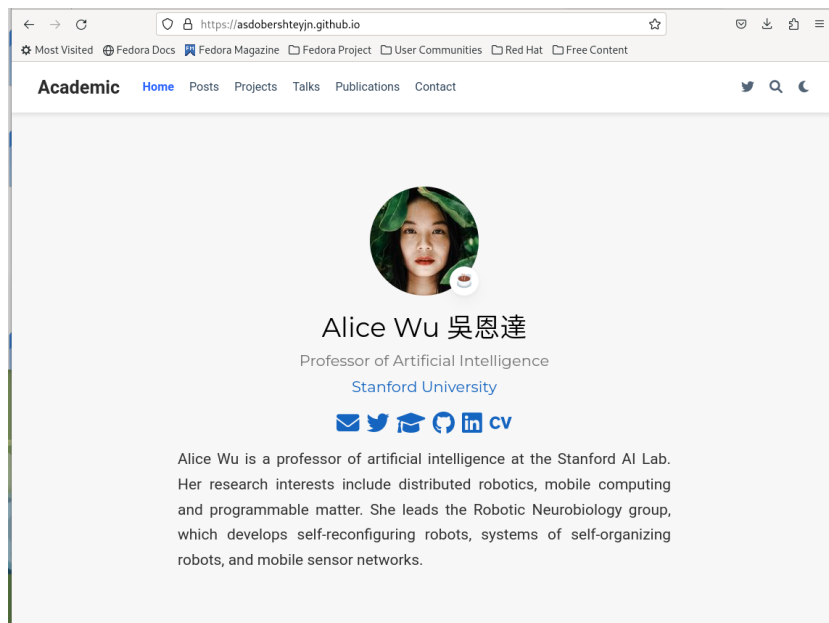 https://asdobershteyjn.github.io
Most Visited Fedora Docs Fedora Magazine Fedora Project User Communities Red Hat Free Content
Academic Home Posts Projects Talks Publications Contact
Alice Wu 吳恩達
Professor of Artificial Intelligence
Stanford University
CV
Alice Wu is a professor of artificial intelligence at the Stanford AI Lab.
Her research interests include distributed robotics, mobile computing
and programmable matter. She leads the Robotic Neurobiology group,
which develops self-reconfiguring robots, systems of self-organizing
robots, and mobile sensor networks.